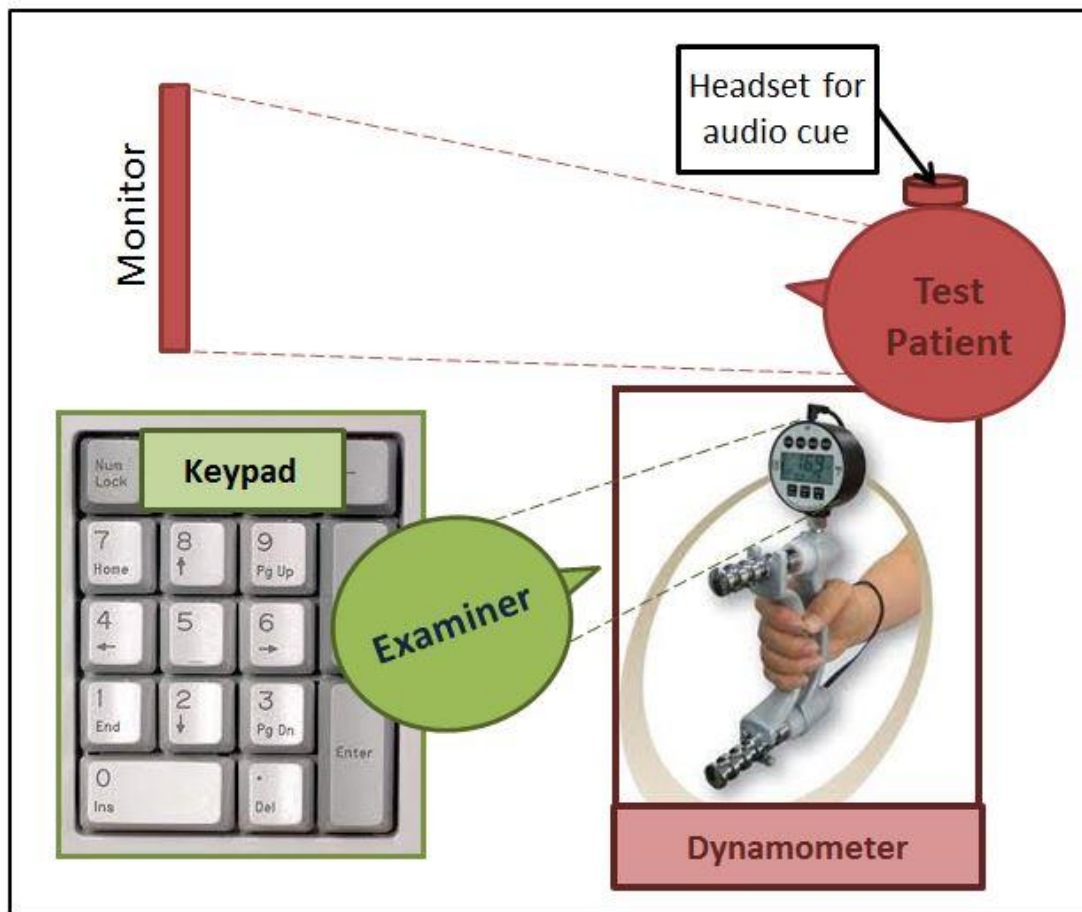 Headset for
audio cue
Monitor
Test
Patient
Keypad
Num
Lock
–
7
Home
8
↑
9
Pg Up
Examiner
4
←
5
6
→
1
End
2
↓
3
Pg Dn
Enter
0
Ins
.
Del
Dynamometer